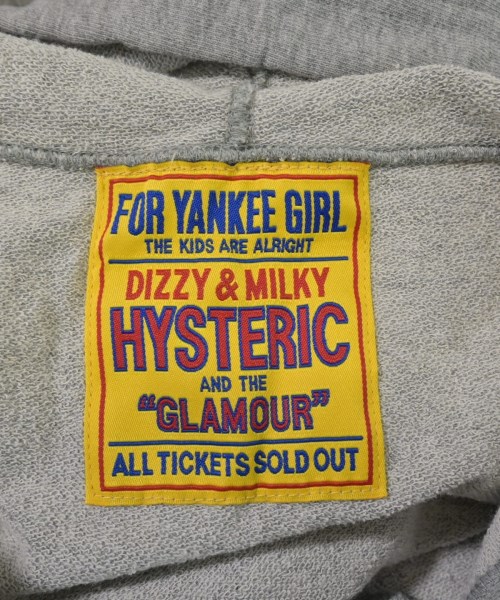 FOR YANKEE GIRL
THE KIDS ARE ALRIGHT
DIZZY & MILKY
HYSTERIC
AND THE
"GLAMOUR"
ALL TICKETS SOLD OUT